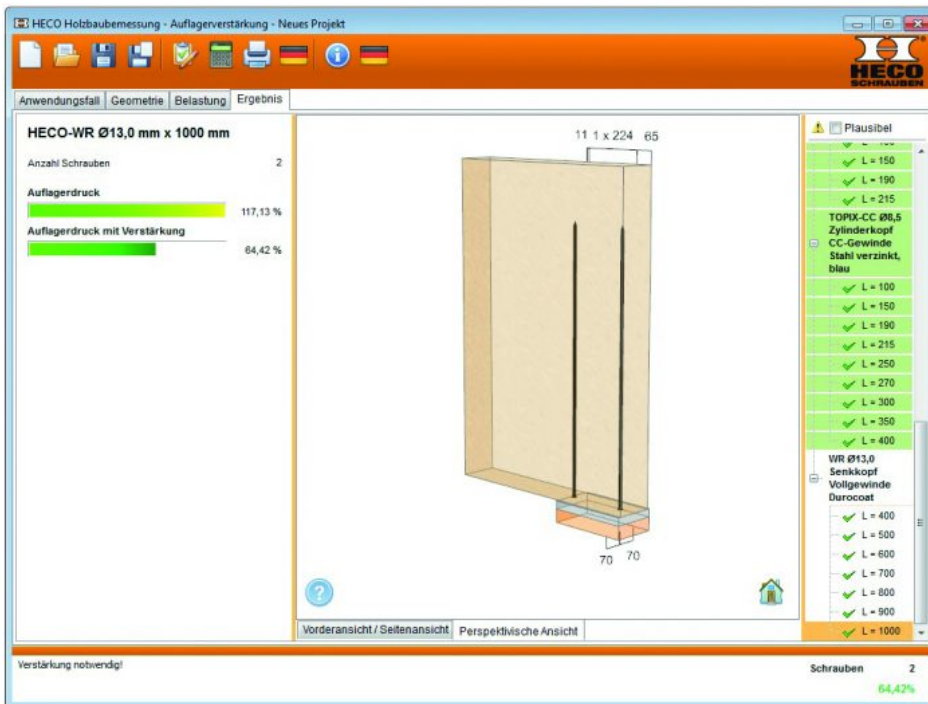 HECO Holzbaubemessung - Auflagerverstärkung - Neues Projekt
HECO
SCHRAUBEN
Anwendungsfall Geometrie Belastung Ergebnis
HECO-WR Ø13,0 mm x 1000 mm
Anzahl Schrauben 2
Auflagerdruck
117,13 %
Auflagerdruck mit Verstärkung
64,42 %
11 1 x 224 65
70 70
Vorderansicht / Seitenansicht Perspektivische Ansicht
Plausibel
L = 150
L = 190
L = 215
TOPIX-CC Ø8,5
Zylinderkopf
CC-Gewinde
Stahl verzinkt,
blau
L = 100
L = 150
L = 190
L = 215
L = 250
L = 270
L = 300
L = 350
L = 400
WR Ø13,0
Senkkopf
Vollgewinde
Durocoat
L = 400
L = 500
L = 600
L = 700
L = 800
L = 900
L = 1000
Verstärkung notwendig!
Schrauben 2
64,42%